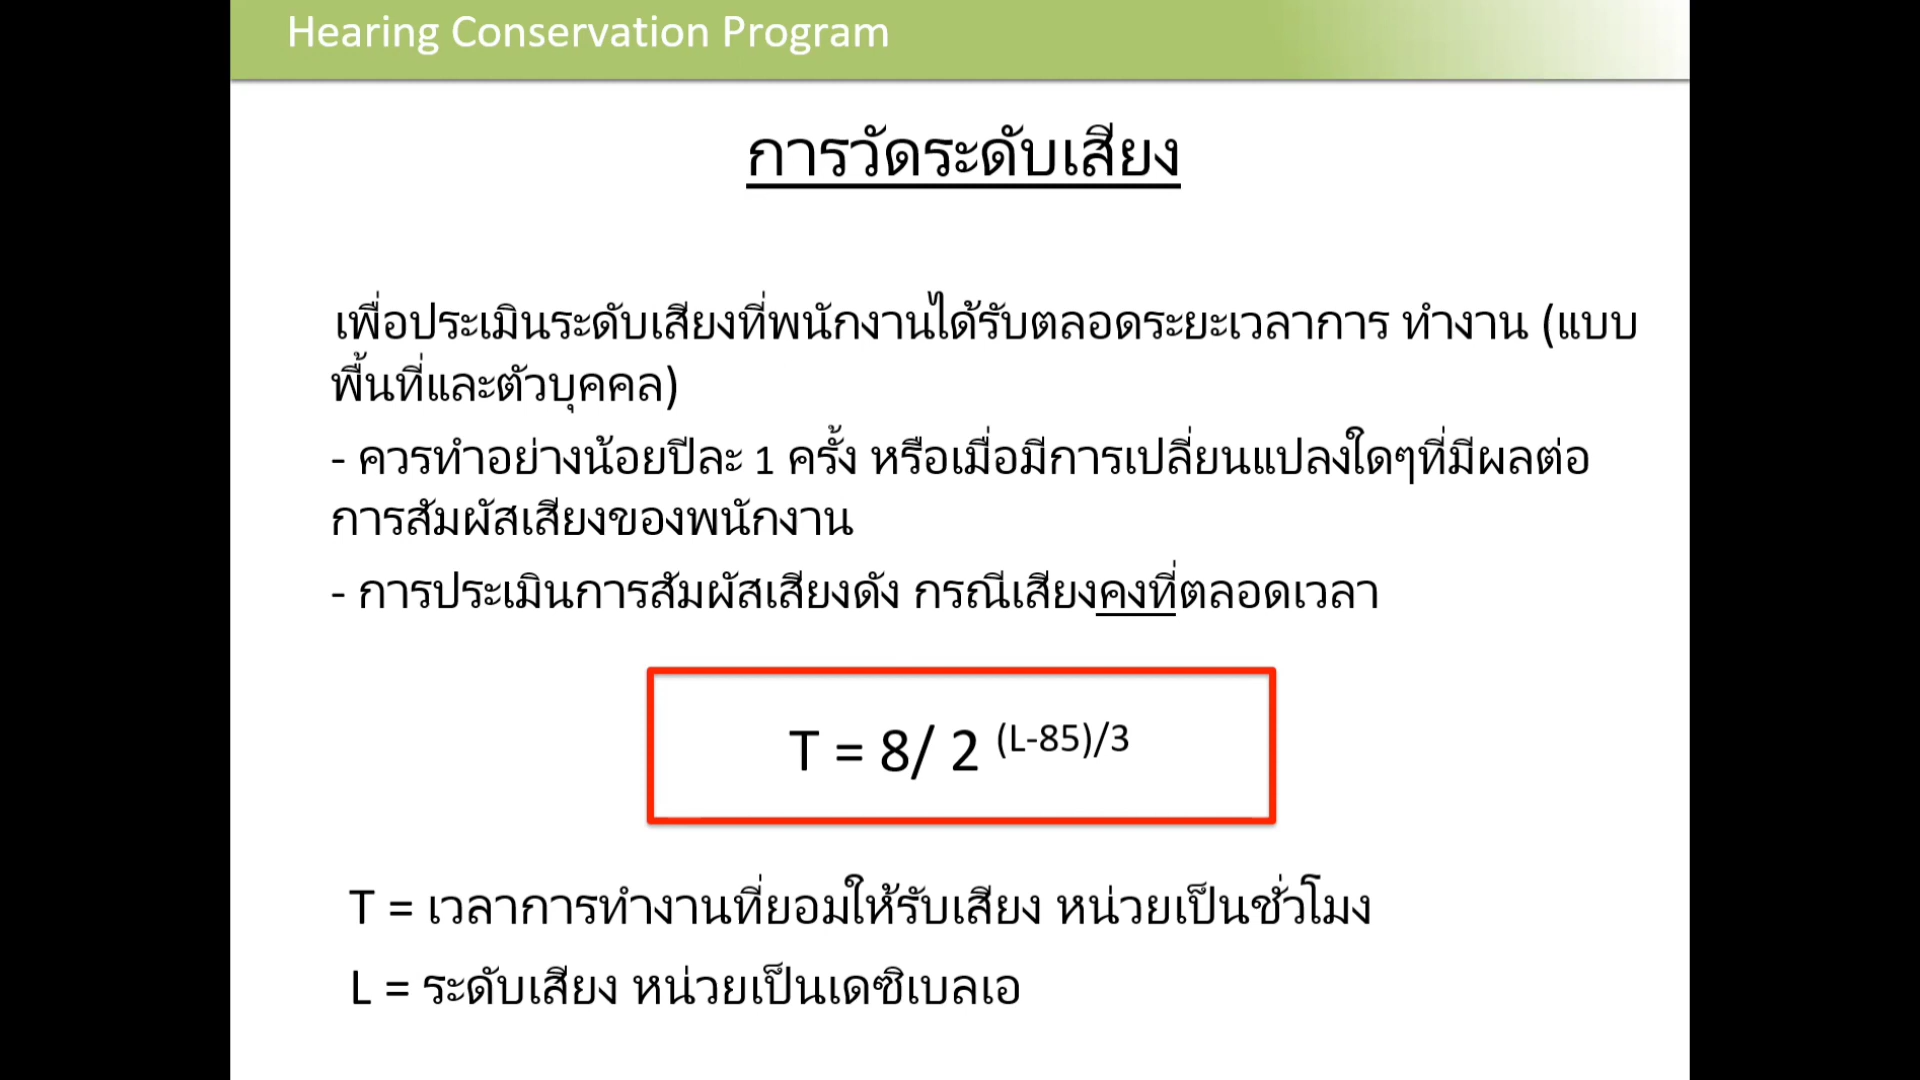 Hearing Conservation Program
การวัดระดับเสียง
เพื่อประเมินระดับเสียงที่พนักงานได้รับตลอดระยะเวลาการ ทำงาน (แบบ
พื้นที่และตัวบุคคล)
- ควรทำอย่างน้อยปีละ 1 ครั้ง หรือเมื่อมีการเปลี่ยนแปลงใดๆที่มีผลต่อ
การสัมผัสเสียงของพนักงาน
- การประเมินการสัมผัสเสียงดัง กรณีเสียงคงที่ตลอดเวลา
T = 8/ 2 (L-85)/3
T = เวลาการทำงานที่ยอมให้รับเสียง หน่วยเป็นชั่วโมง
L = ระดับเสียง หน่วยเป็นเดซิเบลเอ